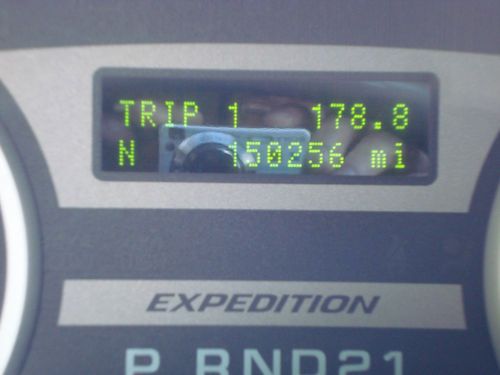 TRIP 1 178.8
N 150256 mi
EXPEDITION
P RND21